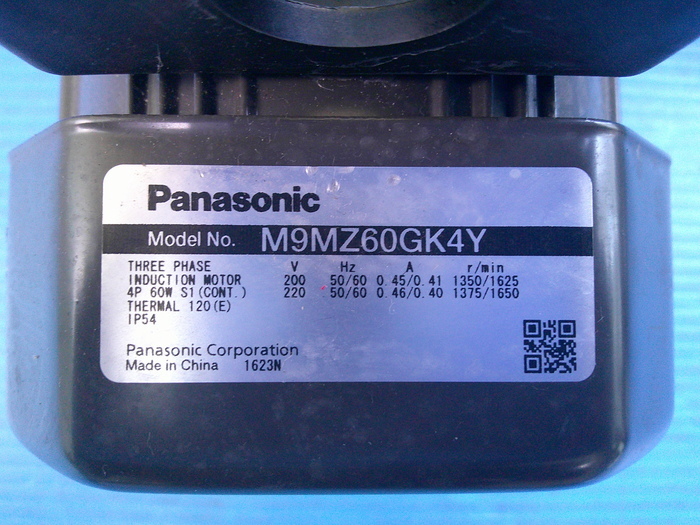 Panasonic
Model No. M9MZ60GK4Y
THREE PHASE V Hz A r/min
INDUCTION MOTOR 200 50/60 0.45/0.41 1350/1625
4P 60W S1(CONT.) 220 50/60 0.46/0.40 1375/1650
THERMAL 120(E)
IP54
Panasonic Corporation
Made in China 1623N